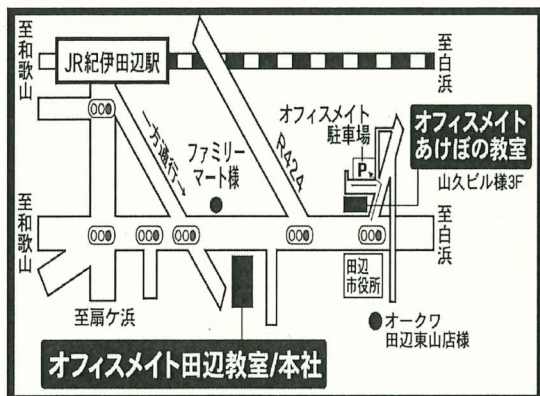 至和歌山
JR紀伊田辺駅
至白浜
オフィスメイト
駐車場
P
オフィスメイト
あけぼの教室
山久ビル様3F
一方通行→
ファミリー
マート様
R424
至和歌山
至白浜
田辺
市役所
至扇ケ浜
オークワ
田辺東山店様
オフィスメイト田辺教室/本社